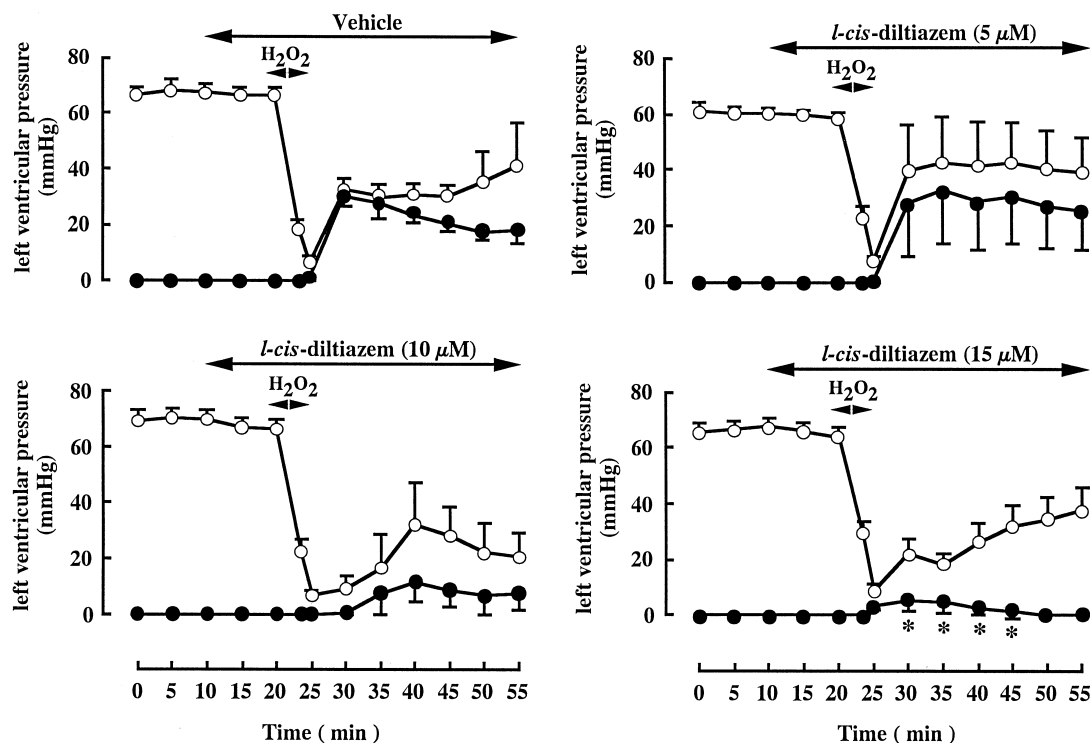 Vehicle
H2O2
80
60
40
20
0
left ventricular pressure
(mmHg)
l-cis-diltiazem (5 μM)
H2O2
80
60
40
20
0
left ventricular pressure
(mmHg)
l-cis-diltiazem (10 μM)
H2O2
80
60
40
20
0
left ventricular pressure
(mmHg)
0 5 10 15 20 25 30 35 40 45 50 55
Time ( min )
l-cis-diltiazem (15 μM)
H2O2
80
60
40
20
0
left ventricular pressure
(mmHg)
* * * *
0 5 10 15 20 25 30 35 40 45 50 55
Time ( min )